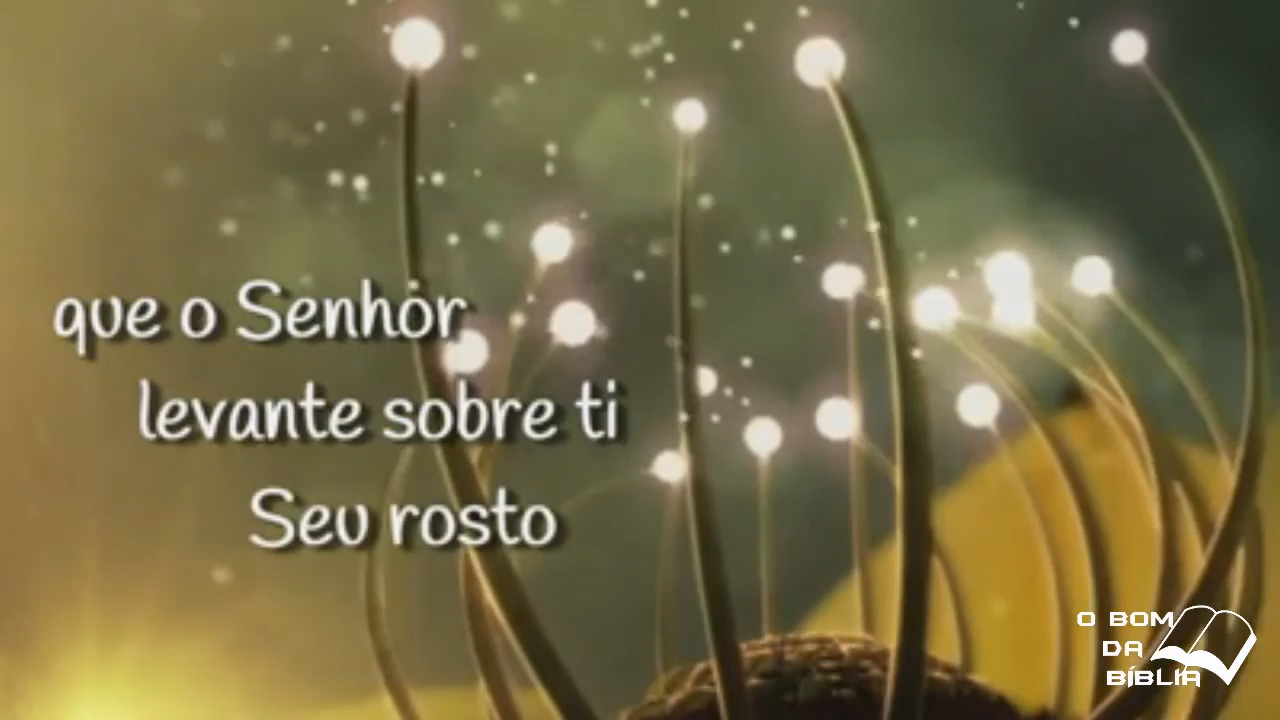 que o Senhor
levante sobre ti
Seu rosto
O BOM
DA
BÍBLIA